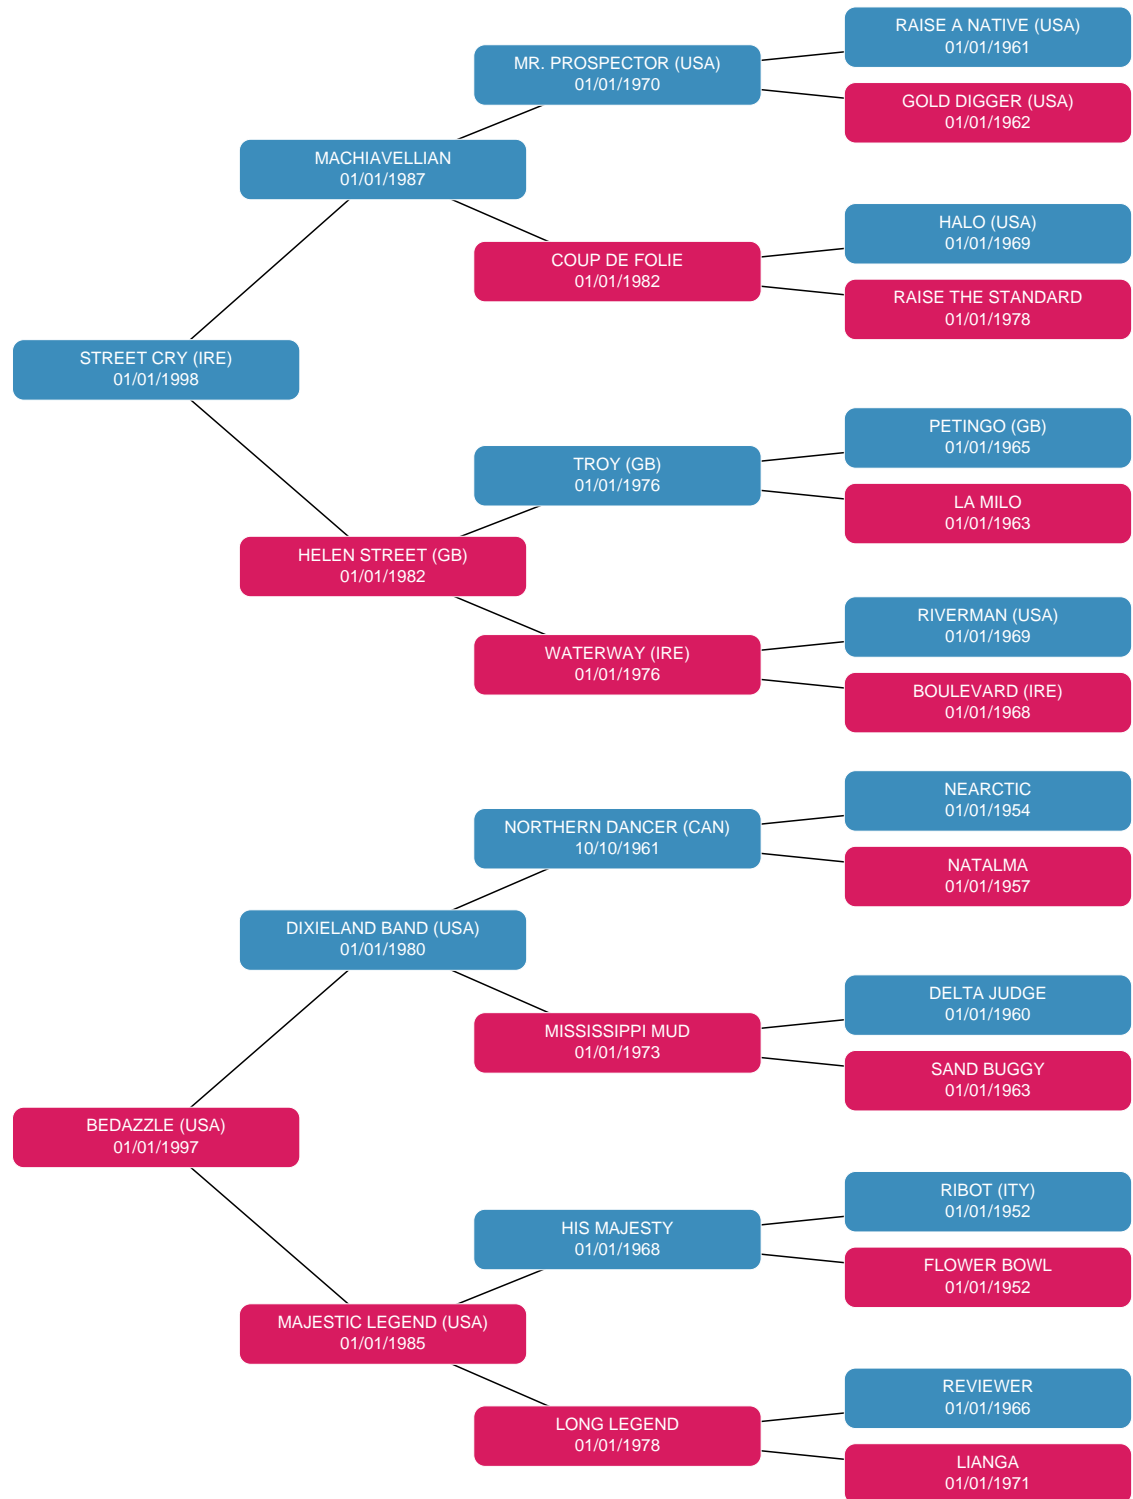 RAISE A NATIVE (USA)
01/01/1961
MR. PROSPECTOR (USA)
01/01/1970
GOLD DIGGER (USA)
01/01/1962
MACHIAVELLIAN
01/01/1987
HALO (USA)
01/01/1969
COUP DE FOLIE
01/01/1982
RAISE THE STANDARD
01/01/1978
STREET CRY (IRE)
01/01/1998
PETINGO (GB)
01/01/1965
TROY (GB)
01/01/1976
LA MILO
01/01/1963
HELEN STREET (GB)
01/01/1982
RIVERMAN (USA)
01/01/1969
WATERWAY (IRE)
01/01/1976
BOULEVARD (IRE)
01/01/1968
NEARCTIC
01/01/1954
NORTHERN DANCER (CAN)
10/10/1961
NATALMA
01/01/1957
DIXIELAND BAND (USA)
01/01/1980
DELTA JUDGE
01/01/1960
MISSISSIPPI MUD
01/01/1973
SAND BUGGY
01/01/1963
BEDAZZLE (USA)
01/01/1997
RIBOT (ITY)
01/01/1952
HIS MAJESTY
01/01/1968
FLOWER BOWL
01/01/1952
MAJESTIC LEGEND (USA)
01/01/1985
REVIEWER
01/01/1966
LONG LEGEND
01/01/1978
LIANGA
01/01/1971